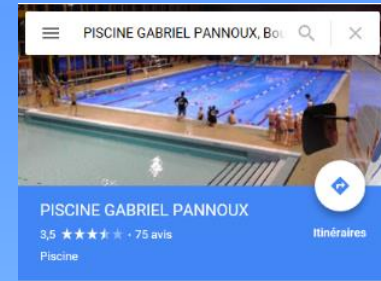 PISCINE GABRIEL PANNOUX, Bou
PISCINE GABRIEL PANNOUX
3,5 ★★★★★ · 75 avis
Itinéraires
Piscine